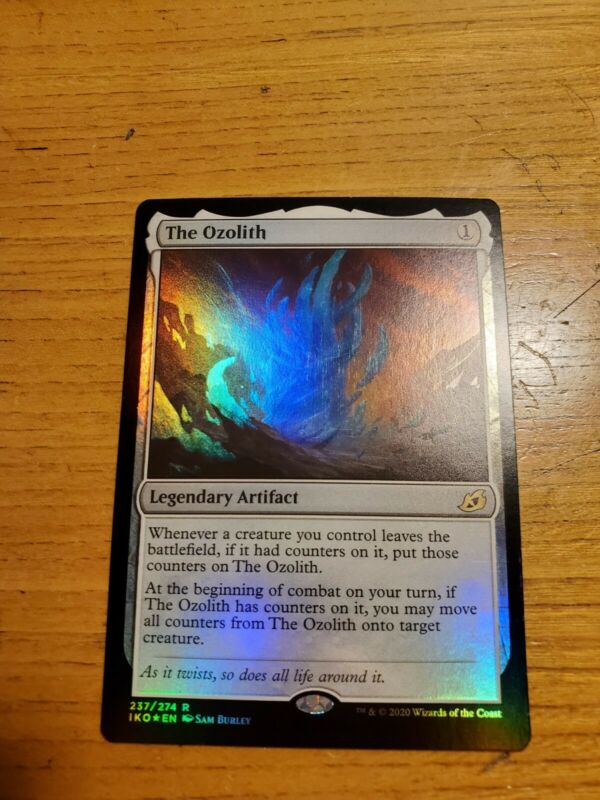 The Ozolith 1
Legendary Artifact
Whenever a creature you control leaves the
battlefield, if it had counters on it, put those
counters on The Ozolith.
At the beginning of combat on your turn, if
The Ozolith has counters on it, you may move
all counters from The Ozolith onto target
creature.
As it twists, so does all life around it.
237/274 R
IKO★EN Sam Burley
™ & © 2020 Wizards of the Coast